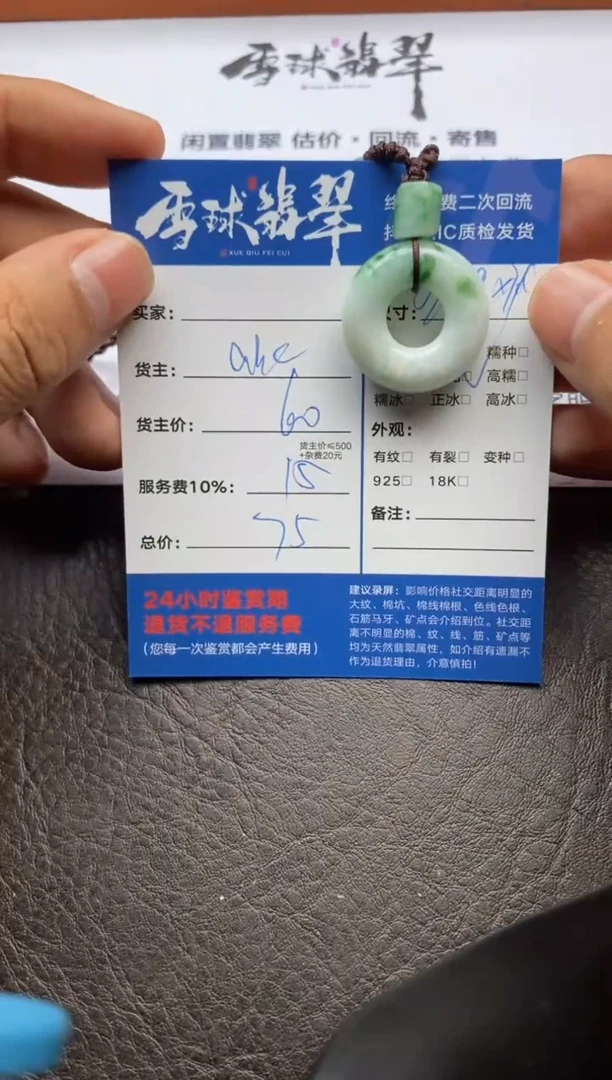 雪球翡翠
闲置翡翠 估价·回流·寄售
雪球翡翠
XUE QIU FEI CUI
费二次回流
IC质检发货
买家:
寸:
货主:
糯种□
高糯□
货主价: 60
糯冰□ 正冰□ 高冰□
货主价≤500
+杂费20元
外观:
有纹□ 有裂□ 变种□
服务费10%: 15
925□ 18K□
总价: 75
备注:
24小时鉴赏期
退货不退服务费
(您每一次鉴赏都会产生费用)
建议录屏: 影响价格社交距离明显的
大纹、棉坑、棉线棉根、色线色根、
石筋马牙、矿点会介绍到位。社交距
离不明显的棉、纹、线、筋、矿点等
均为天然翡翠属性，如介绍有遗漏不
作为退货理由，介意慎拍!